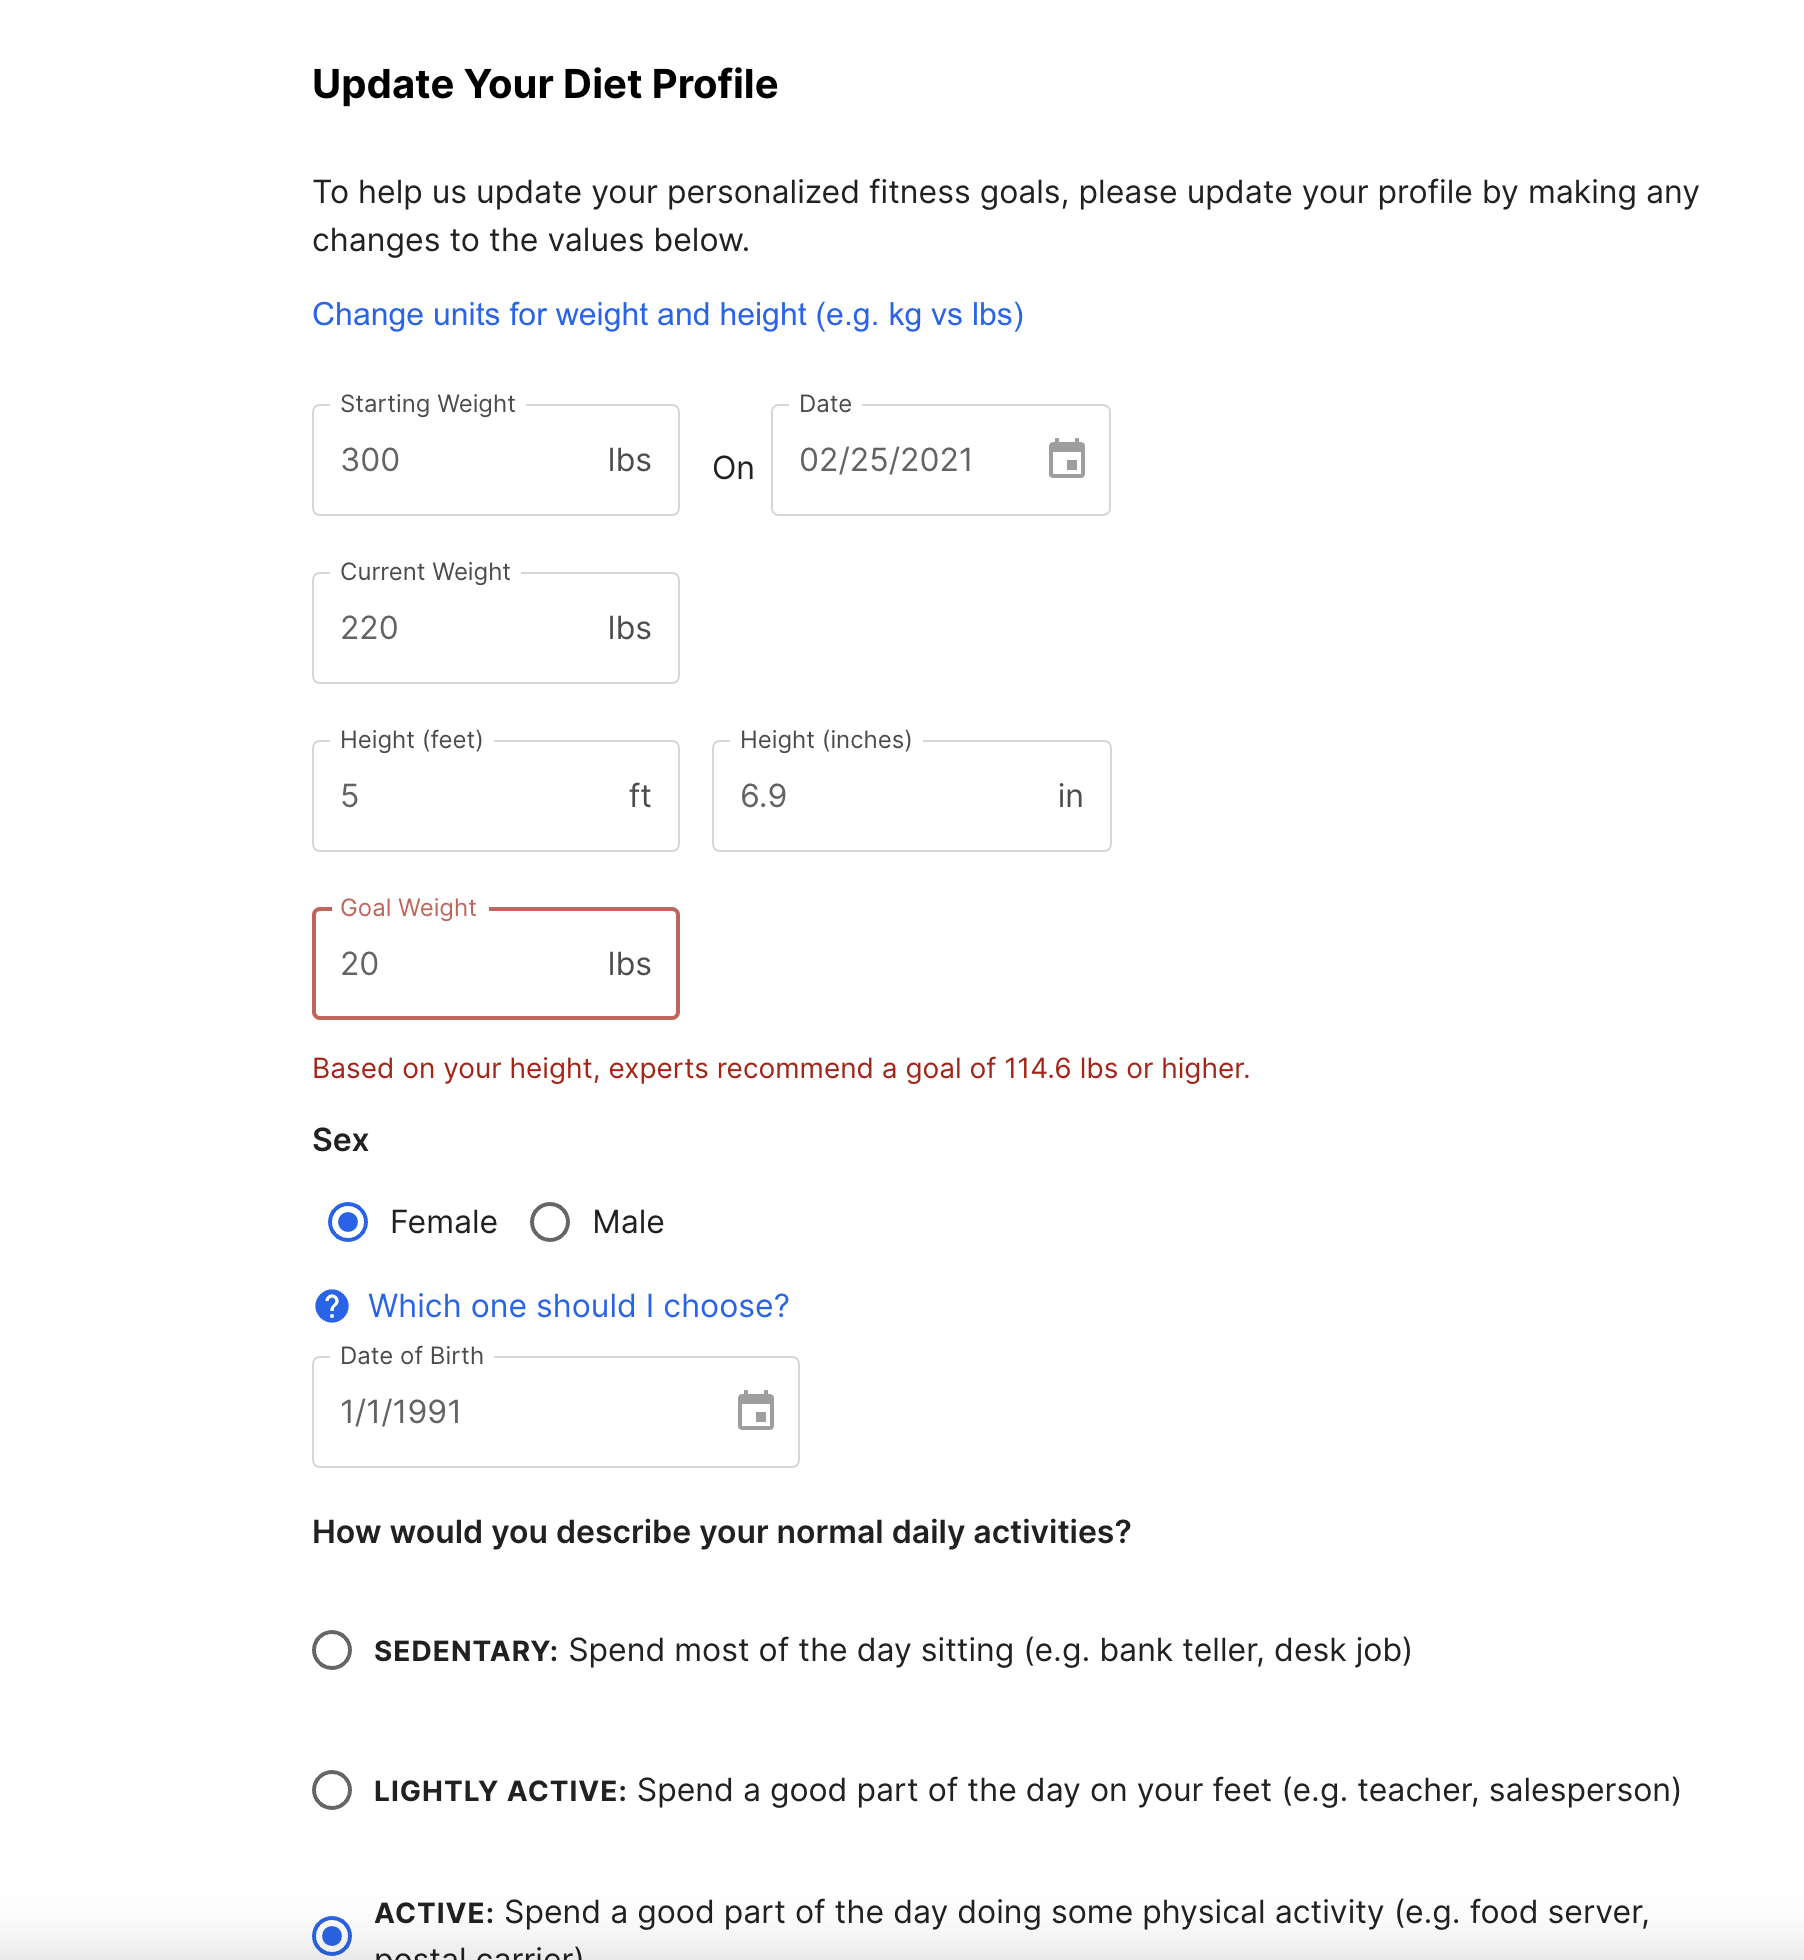 Update Your Diet Profile
To help us update your personalized fitness goals, please update your profile by making any
changes to the values below.
Change units for weight and height (e.g. kg vs lbs)
Starting Weight
300 lbs
On
Date
02/25/2021
Current Weight
220 lbs
Height (feet)
5 ft
Height (inches)
6.9 in
Goal Weight
20 lbs
Based on your height, experts recommend a goal of 114.6 lbs or higher.
Sex
Female Male
? Which one should I choose?
Date of Birth
1/1/1991
How would you describe your normal daily activities?
SEDENTARY: Spend most of the day sitting (e.g. bank teller, desk job)
LIGHTLY ACTIVE: Spend a good part of the day on your feet (e.g. teacher, salesperson)
ACTIVE: Spend a good part of the day doing some physical activity (e.g. food server,
postal carrier)